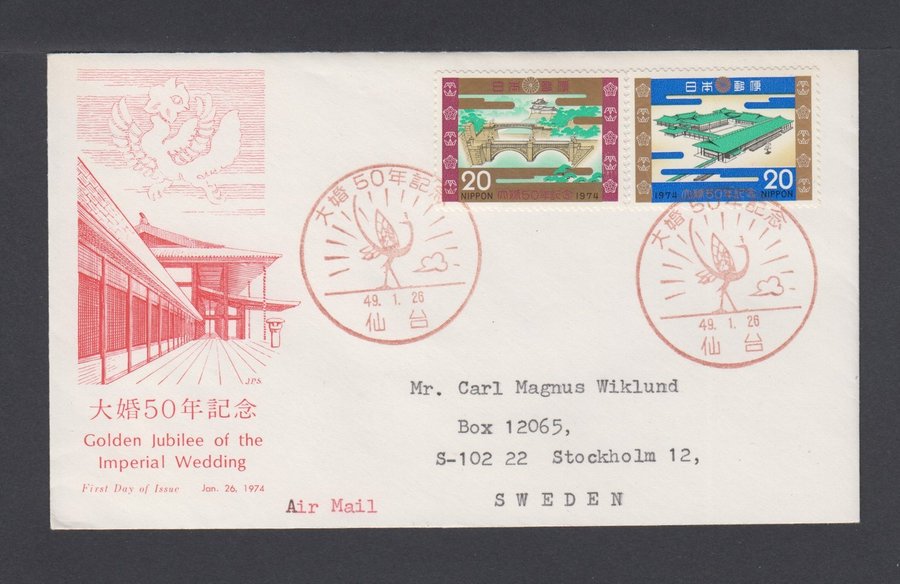 日本郵便
20
NIPPON 大婚50年記念 1974
日本郵便
1974 大婚50年記念 NIPPON
20
大婚50年記念
49.1.26
仙台
大婚50年記念
49.1.26
仙台
J.P.S.
大婚50年記念
Golden Jubilee of the
Imperial Wedding
First Day of Issue Jan. 26, 1974
Mr. Carl Magnus Wiklund
Box 12065,
S-102 22 Stockholm 12,
SWEDEN
Air Mail